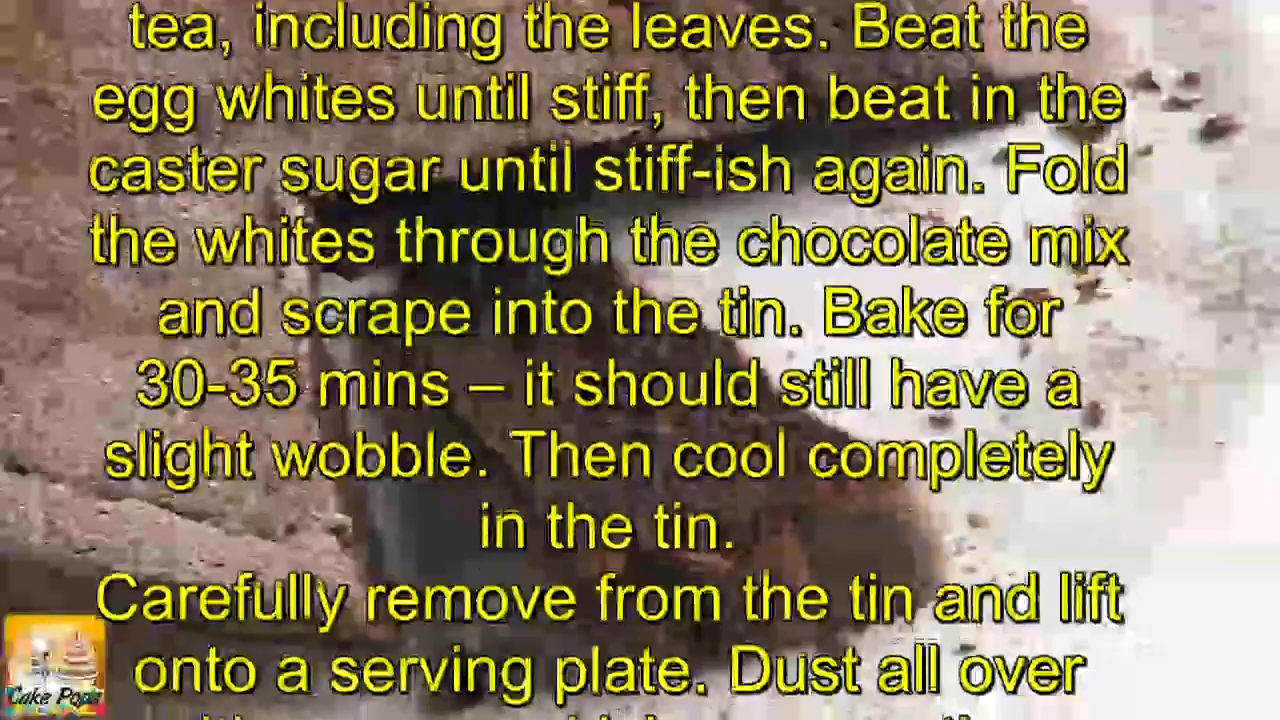 tea, including the leaves. Beat the
egg whites until stiff, then beat in the
caster sugar until stiff-ish again. Fold
the whites through the chocolate mix
and scrape into the tin. Bake for
30-35 mins – it should still have a
slight wobble. Then cool completely
in the tin.
Carefully remove from the tin and lift
onto a serving plate. Dust all over
Cake Pops